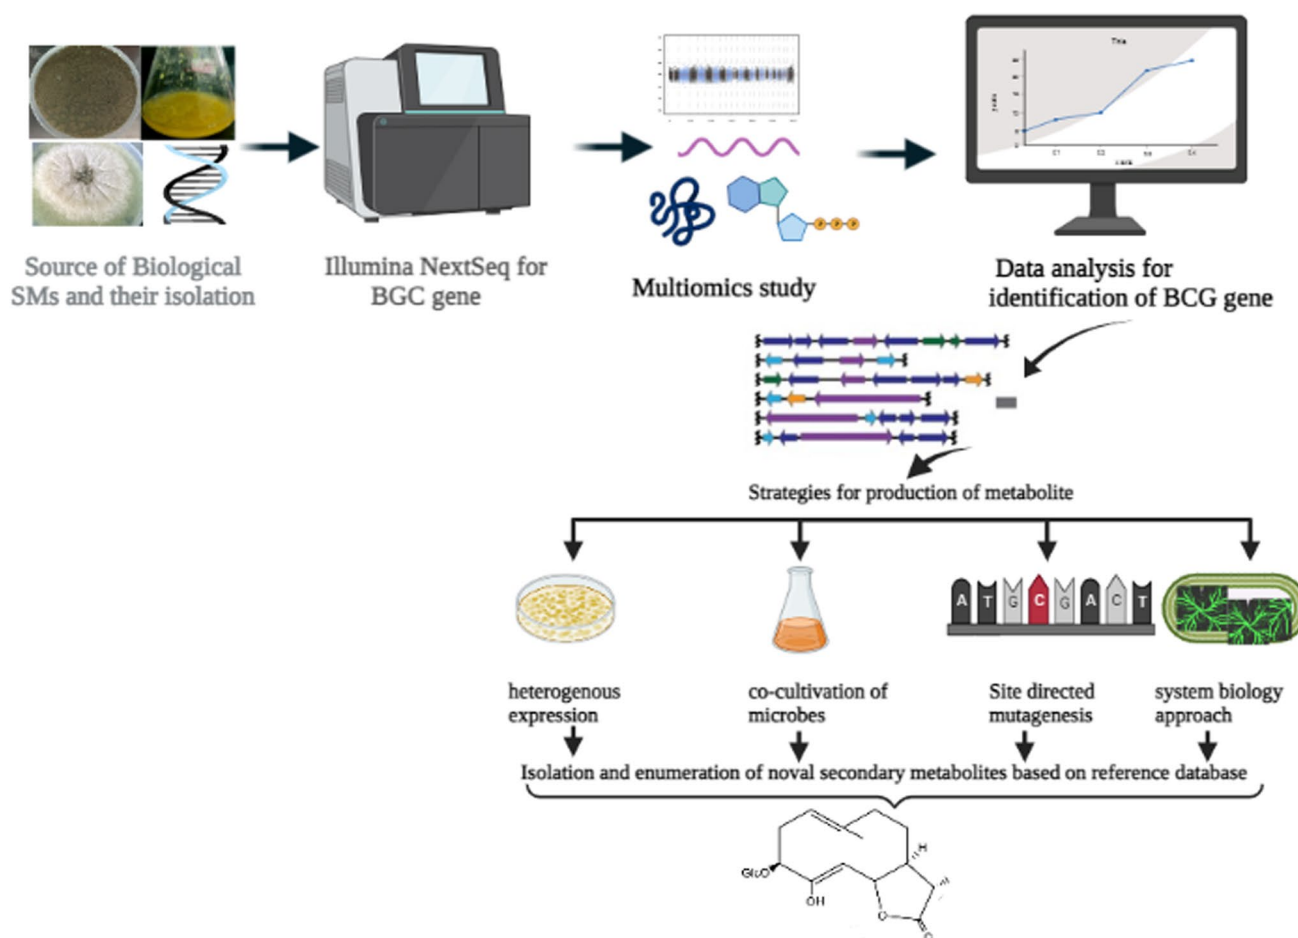 Source of Biological
SMs and their isolation
Illumina NextSeq for
BGC gene
Multiomics study
Data analysis for
identification of BCG gene
Strategies for production of metabolite
A T G C G A C T
heterogenous
expression
co-cultivation of
microbes
Site directed
mutagenesis
system biology
approach
Isolation and enumeration of noval secondary metabolites based on reference database
H
GlcO
OH
O
H
O